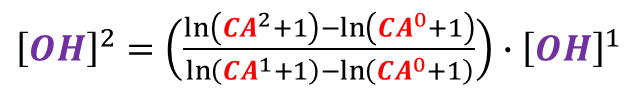 [OH]² = (ln(CA²+1)−ln(CA⁰+1) / ln(CA¹+1)−ln(CA⁰+1)) · [OH]¹